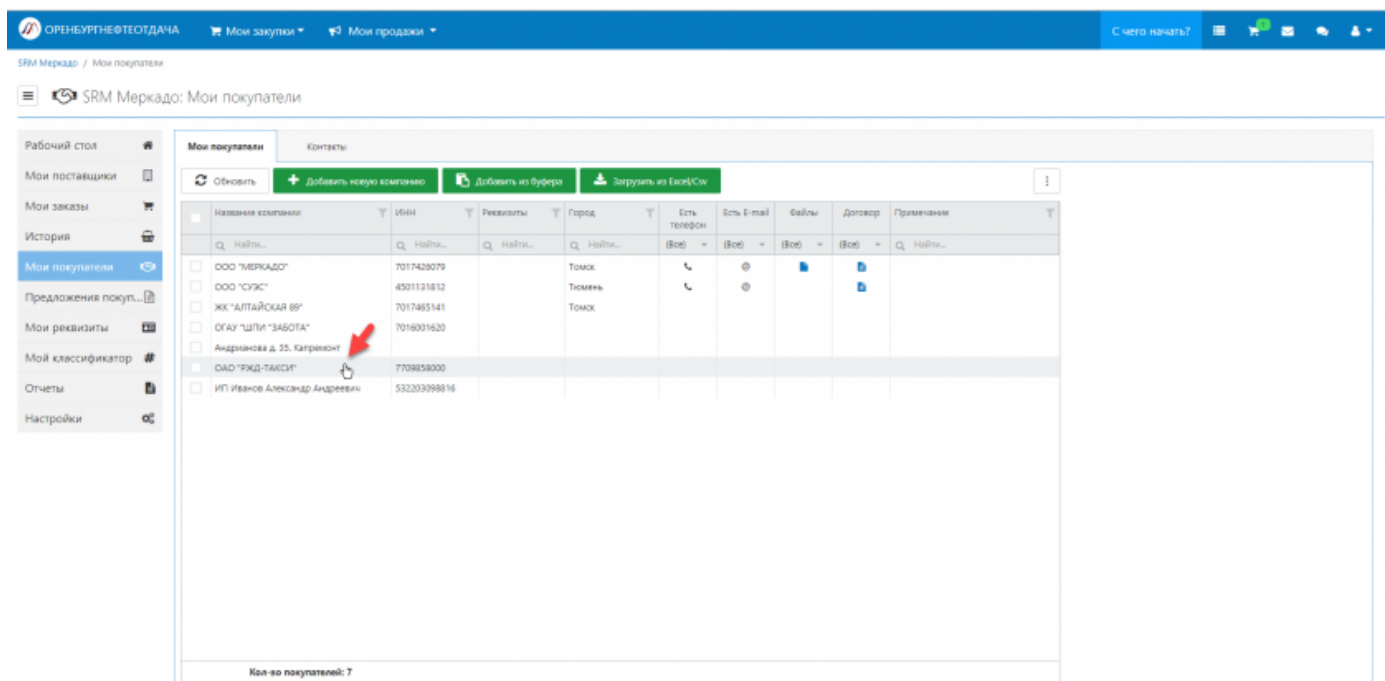 ОРЕНБУРГНЕФТЕОТДАЧА Мои закупки Мои продажи С чего начать? 1
SRM Меркадо / Мои покупатели
SRM Меркадо: Мои покупатели
Рабочий стол
Мои поставщики
Мои заказы
История
Мои покупатели
Предложения покуп...
Мои реквизиты
Мой классификатор #
Отчеты
Настройки
Мои покупатели Контакты
Обновить Добавить новую компанию Добавить из буфера Загрузить из Excel/Csv
Название компании ИНН Реквизиты Город Есть телефон Есть E-mail Файлы Договор Примечание
Найти... Найти... Найти... Найти... (Все) (Все) (Все) (Все) Найти...
ООО "МЕРКАДО" 7017426079 Томск @
ООО "СУЭС" 4501131812 Тюмень @
ЖК "АЛТАЙСКАЯ 89" 7017465141 Томск
ОГАУ "ШПИ "ЗАБОТА" 7016001620
Андрианова д. 35. Капремонт
ОАО "РЖД-ТАКСИ" 7709858000
ИП Иванов Александр Андреевич 532203098816
Кол-во покупателей: 7